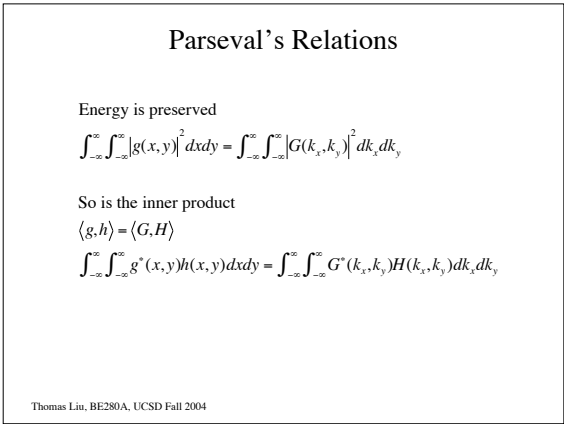 Parseval's Relations
Energy is preserved
∫_{-∞}^{∞} ∫_{-∞}^{∞} |g(x,y)|² dxdy = ∫_{-∞}^{∞} ∫_{-∞}^{∞} |G(k_x,k_y)|² dk_x dk_y
So is the inner product
⟨g,h⟩ = ⟨G,H⟩
∫_{-∞}^{∞} ∫_{-∞}^{∞} g*(x,y)h(x,y)dxdy = ∫_{-∞}^{∞} ∫_{-∞}^{∞} G*(k_x,k_y)H(k_x,k_y)dk_x dk_y
Thomas Liu, BE280A, UCSD Fall 2004